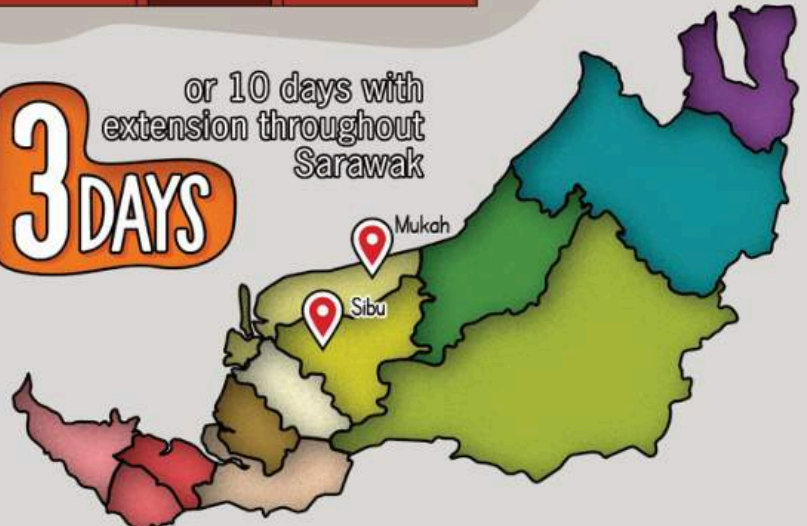 3 DAYS
or 10 days with
extension throughout
Sarawak
Mukah
Sibu